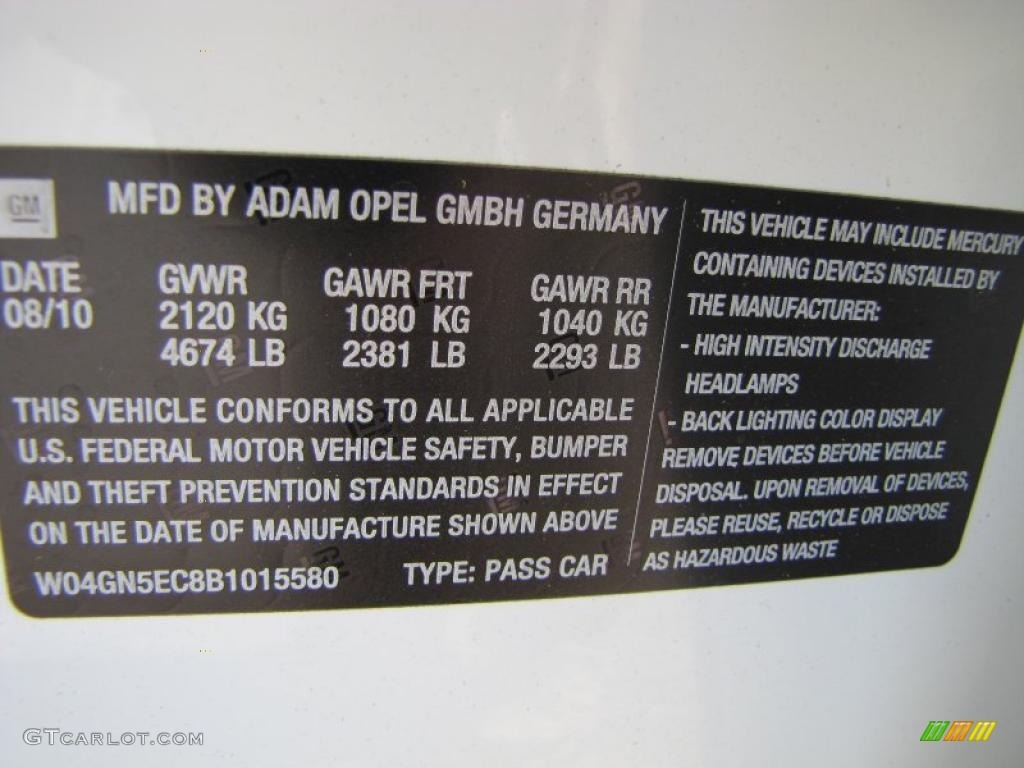 GM
MFD BY ADAM OPEL GMBH GERMANY
DATE GVWR GAWR FRT GAWR RR
08/10 2120 KG 1080 KG 1040 KG
4674 LB 2381 LB 2293 LB
THIS VEHICLE CONFORMS TO ALL APPLICABLE
U.S. FEDERAL MOTOR VEHICLE SAFETY, BUMPER
AND THEFT PREVENTION STANDARDS IN EFFECT
ON THE DATE OF MANUFACTURE SHOWN ABOVE
W04GN5EC8B1015580 TYPE: PASS CAR
THIS VEHICLE MAY INCLUDE MERCURY
CONTAINING DEVICES INSTALLED BY
THE MANUFACTURER:
- HIGH INTENSITY DISCHARGE
HEADLAMPS
- BACK LIGHTING COLOR DISPLAY
REMOVE DEVICES BEFORE VEHICLE
DISPOSAL. UPON REMOVAL OF DEVICES,
PLEASE REUSE, RECYCLE OR DISPOSE
AS HAZARDOUS WASTE
GTCARLOT.COM